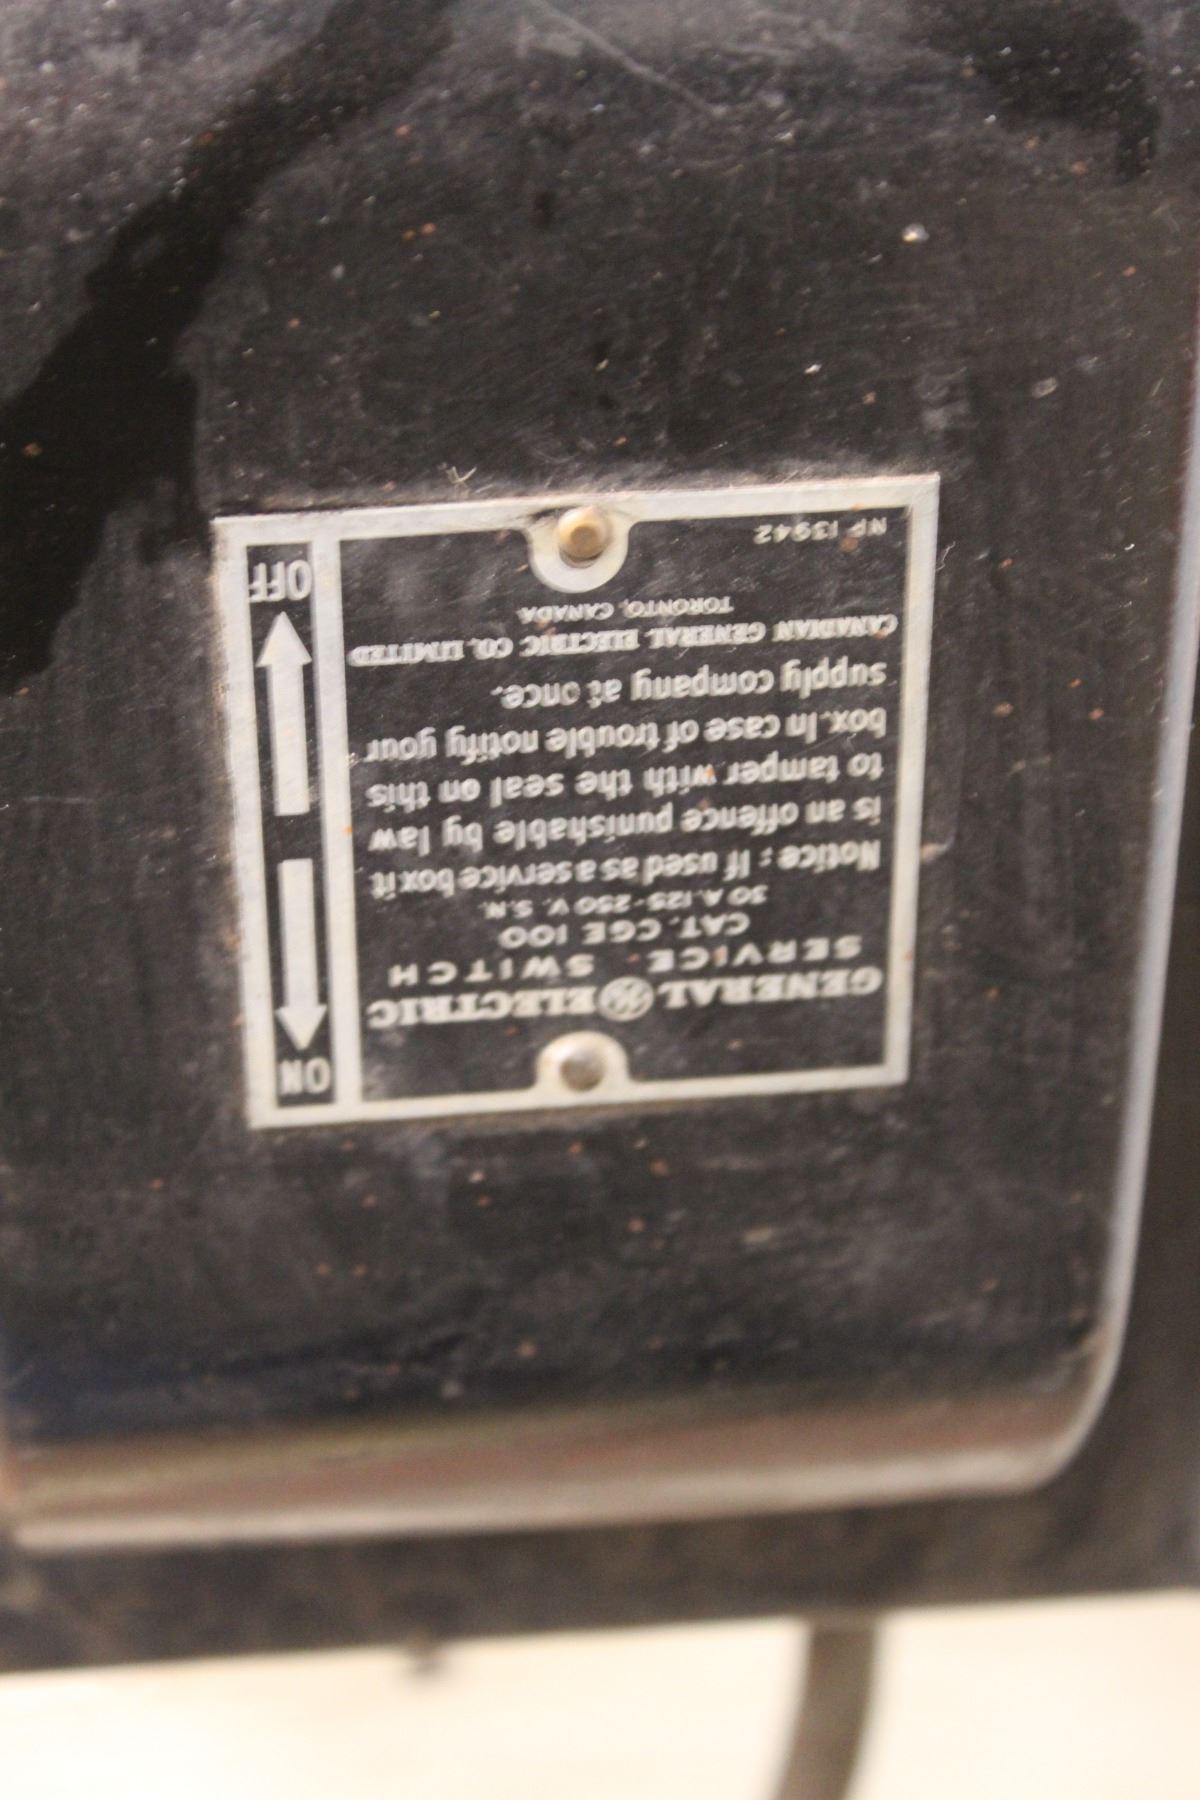 GENERAL GE ELECTRIC
SERVICE SWITCH
CAT. CGE 100
30 A. 125-250 V. S.N.
Notice: If used as a service box it
is an offence punishable by law
to tamper with the seal on this
box. In case of trouble notify your
supply company at once.
CANADIAN GENERAL ELECTRIC CO., LIMITED
TORONTO, CANADA
NP 13942
ON
OFF